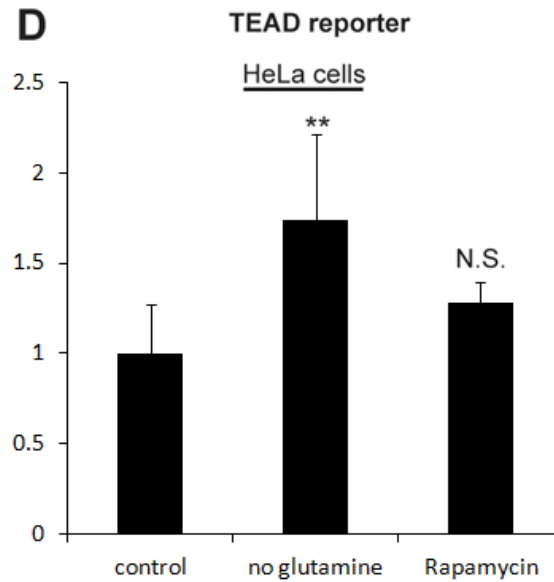 D
TEAD reporter
HeLa cells
2.5
**
2
1.5
N.S.
1
0.5
0
control no glutamine Rapamycin